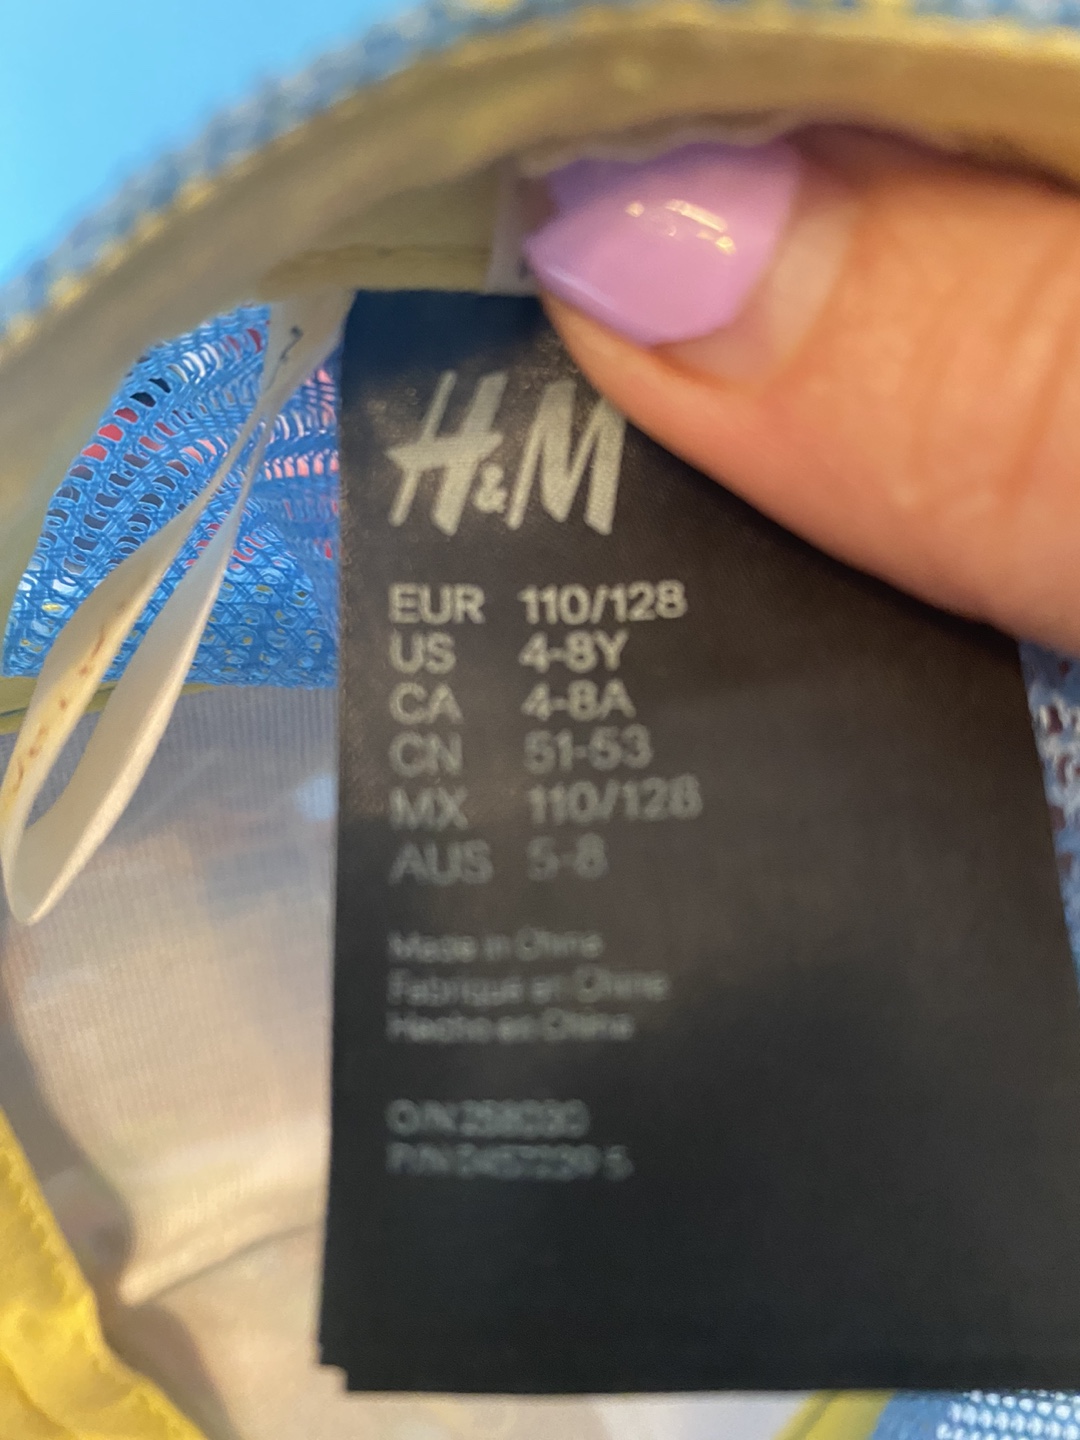 H&M
EUR 110/128
US 4-8Y
CA 4-8A
CN 51-53
MX 110/128
AUS 5-8
Made in China
Fabriqué en Chine
Hecho en China
O/N
P/N